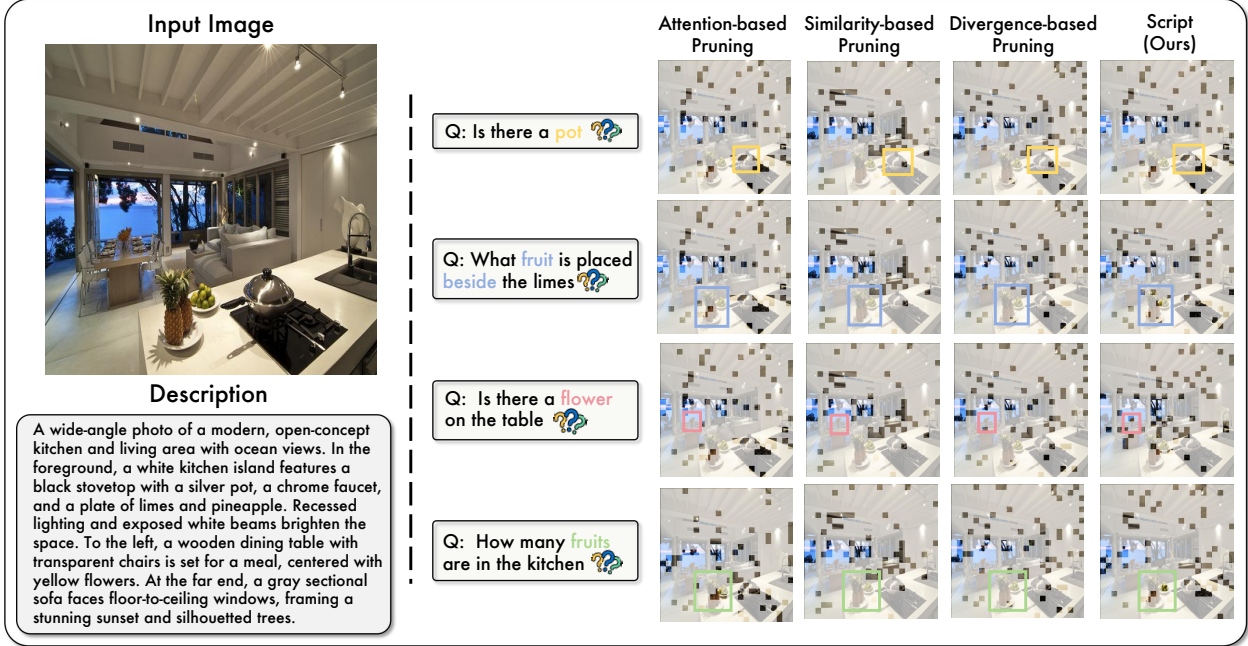 Input Image
Description
A wide-angle photo of a modern, open-concept
kitchen and living area with ocean views. In the
foreground, a white kitchen island features a
black stovetop with a silver pot, a chrome faucet,
and a plate of limes and pineapple. Recessed
lighting and exposed white beams brighten the
space. To the left, a wooden dining table with
transparent chairs is set for a meal, centered with
yellow flowers. At the far end, a gray sectional
sofa faces floor-to-ceiling windows, framing a
stunning sunset and silhouetted trees.
Q: Is there a pot ???
Q: What fruit is placed
beside the limes ???
Q: Is there a flower
on the table ???
Q: How many fruits
are in the kitchen ???
Attention-based
Pruning
Similarity-based
Pruning
Divergence-based
Pruning
Script
(Ours)